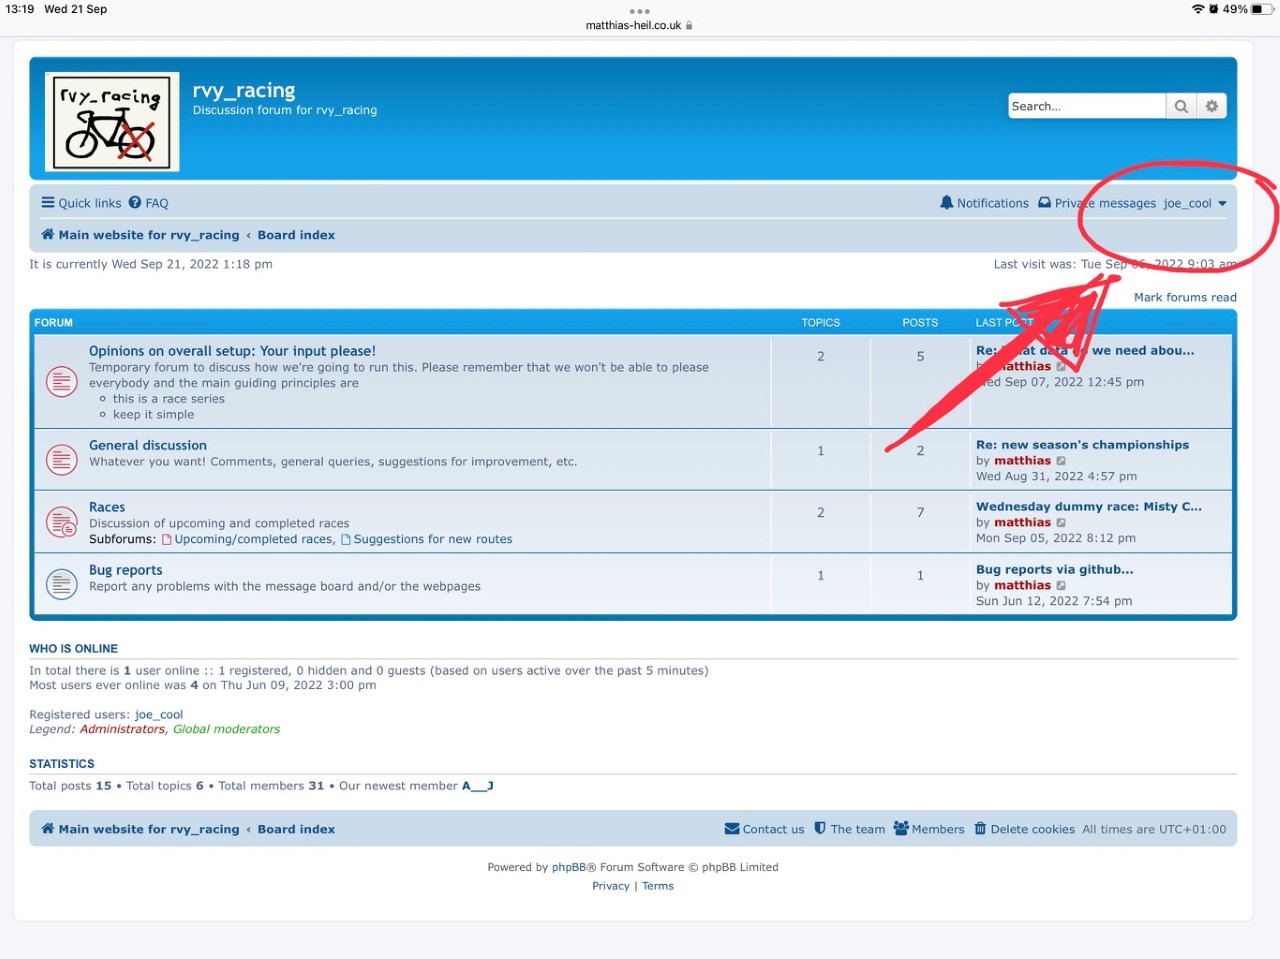 13:19 Wed 21 Sep
49%
matthias-heil.co.uk
rvy_racing
rvy_racing
Discussion forum for rvy_racing
Search...
Quick links FAQ
Notifications Private messages joe_cool
Main website for rvy_racing ‹ Board index
It is currently Wed Sep 21, 2022 1:18 pm
Last visit was: Tue Sep 06, 2022 9:03 am
Mark forums read
FORUM TOPICS POSTS LAST POST
Opinions on overall setup: Your input please!
Temporary forum to discuss how we're going to run this. Please remember that we won't be able to please
everybody and the main guiding principles are
this is a race series
keep it simple
2 5
Re: What data do we need abou...
by matthias
Wed Sep 07, 2022 12:45 pm
General discussion
Whatever you want! Comments, general queries, suggestions for improvement, etc.
1 2
Re: new season's championships
by matthias
Wed Aug 31, 2022 4:57 pm
Races
Discussion of upcoming and completed races
Subforums: Upcoming/completed races, Suggestions for new routes
2 7
Wednesday dummy race: Misty C...
by matthias
Mon Sep 05, 2022 8:12 pm
Bug reports
Report any problems with the message board and/or the webpages
1 1
Bug reports via github...
by matthias
Sun Jun 12, 2022 7:54 pm
WHO IS ONLINE
In total there is 1 user online :: 1 registered, 0 hidden and 0 guests (based on users active over the past 5 minutes)
Most users ever online was 4 on Thu Jun 09, 2022 3:00 pm
Registered users: joe_cool
Legend: Administrators, Global moderators
STATISTICS
Total posts 15 • Total topics 6 • Total members 31 • Our newest member A__J
Main website for rvy_racing ‹ Board index
Contact us The team Members Delete cookies All times are UTC+01:00
Powered by phpBB® Forum Software © phpBB Limited
Privacy | Terms